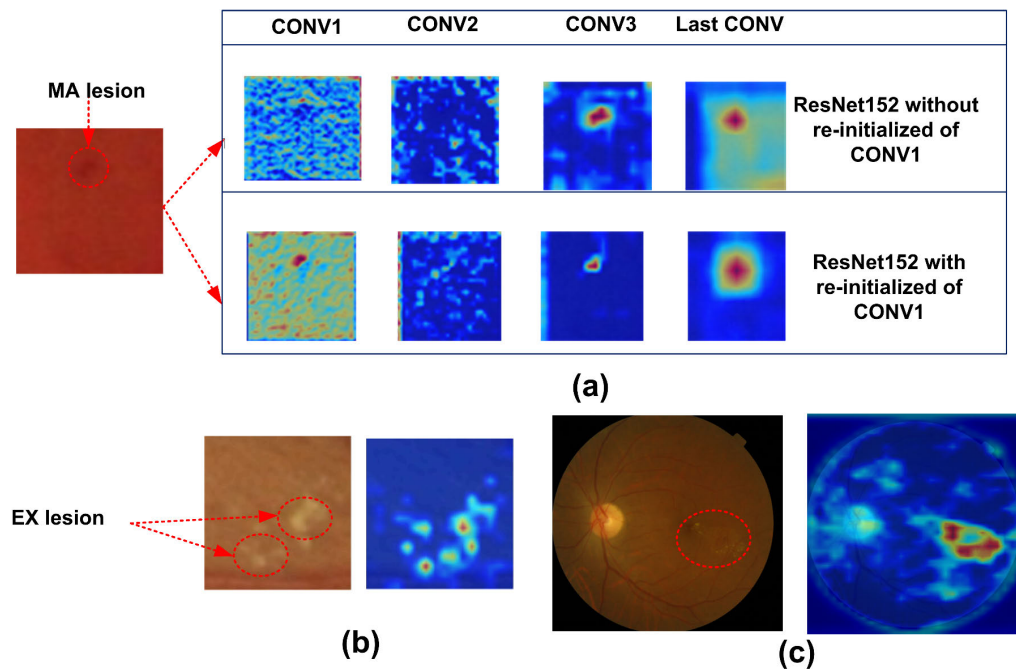 CONV1 CONV2 CONV3 Last CONV
MA lesion
ResNet152 without
re-initialized of
CONV1
ResNet152 with
re-initialized of
CONV1
(a)
EX lesion
(b)
(c)